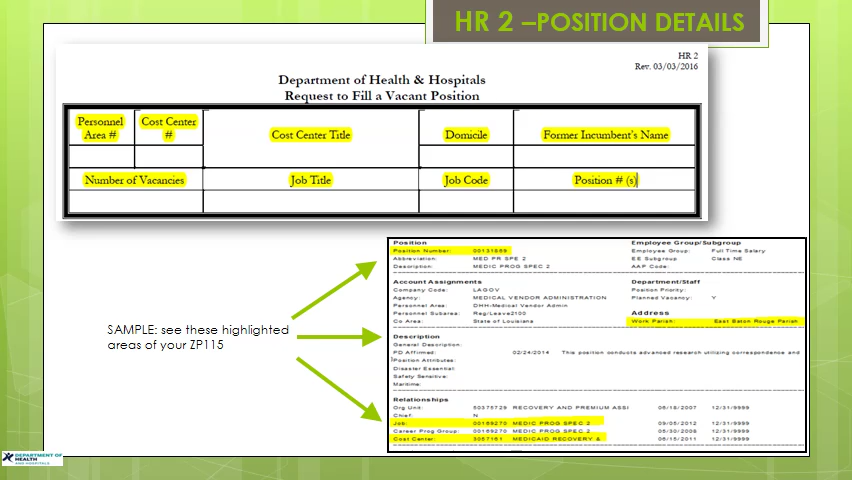 HR 2 –POSITION DETAILS
HR 2
Rev. 03/03/2016
Department of Health & Hospitals
Request to Fill a Vacant Position
Personnel Area #
Cost Center #
Cost Center Title
Domicile
Former Incumbent's Name
Number of Vacancies
Job Title
Job Code
Position # (s)
SAMPLE: see these highlighted
areas of your ZP115
Position
Position Number: 00131569
Abbreviation: MED PR SPE 2
Description: MEDIC PROG SPEC 2
Employee Group/Subgroup
Employee Group: Full Time Salary
EE Subgroup Class NE
AAP Code:
Account Assignments
Company Code: LAGOV
Agency: MEDICAL VENDOR ADMINISTRATION
Personnel Area: DHH-Medical Vendor Admin
Personnel Subarea: Reg/Leave2100
Co Area: State of Louisiana
Department/Staff
Position Priority:
Planned Vacancy: Y
Address
Work Parish: East Baton Rouge Parish
Description
General Description:
PD Affirmed: 02/24/2014 This position conducts advanced research utilizing correspondence and
Position Attributes:
Disaster Essential:
Safety Sensitive:
Maritime:
Relationships
Org Unit: 50375729 RECOVERY AND PREMIUM ASSI 06/18/2007 12/31/9999
Chief: N
Job: 00169270 MEDIC PROG SPEC 2 09/05/2012 12/31/9999
Career Prog Group: 00169270 MEDIC PROG SPEC 2 05/30/2008 12/31/9999
Cost Center: 3057161 MEDICAID RECOVERY & 06/15/2011 12/31/9999
DEPARTMENT OF
HEALTH
AND HOSPITALS